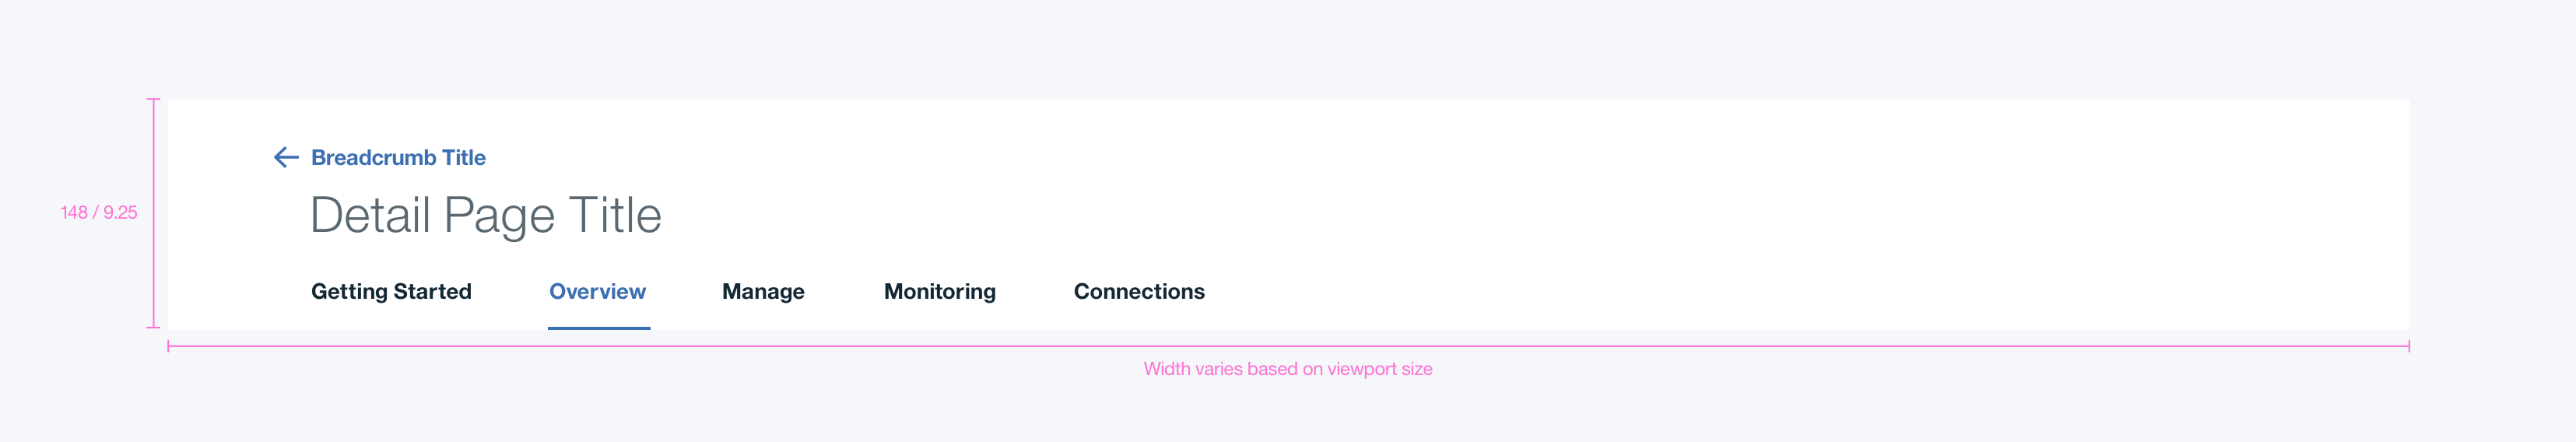 Breadcrumb Title
148 / 9.25
Detail Page Title
Getting Started Overview Manage Monitoring Connections
Width varies based on viewport size